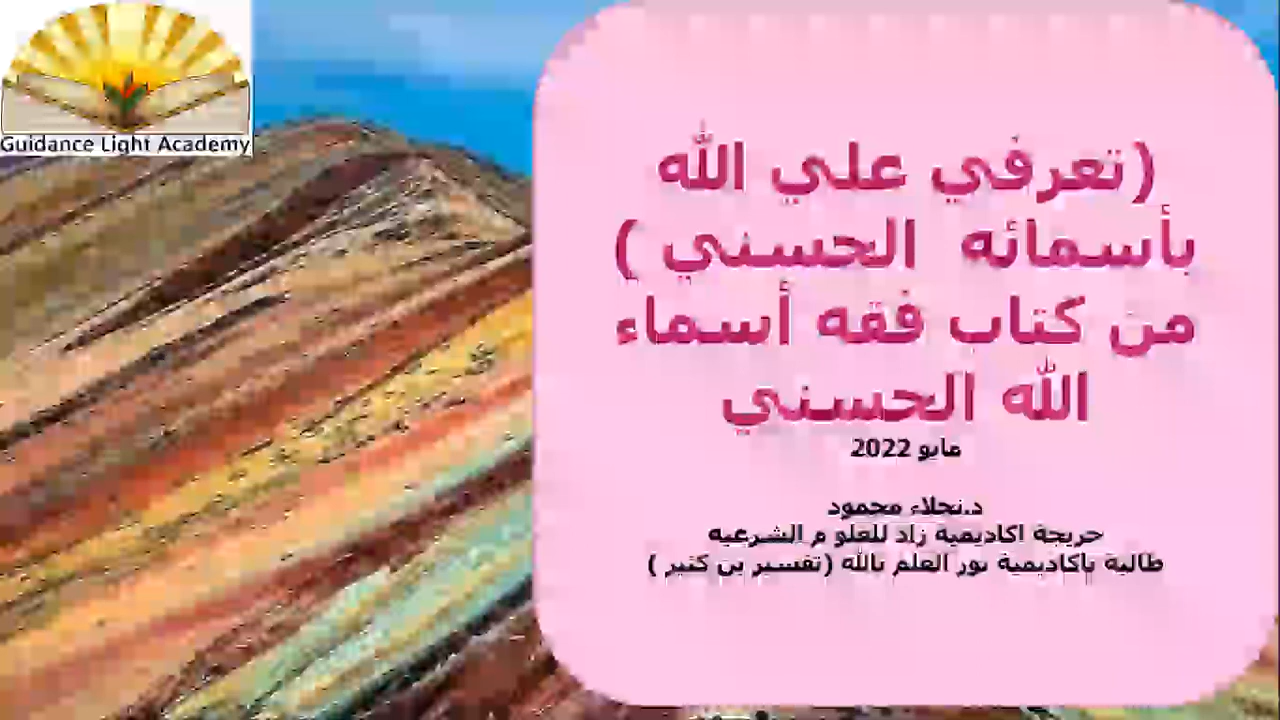 Guidance Light Academy
(تعرفي علي الله
بأسمائه الحسني )
من كتاب فقه أسماء
الله الحسني
مايو 2022
د.نجلاء محمود
خريجة اكاديمية زاد للعلو م الشرعيه
طالبة باكاديمية نور العلم بالله (تفسير بن كثير )